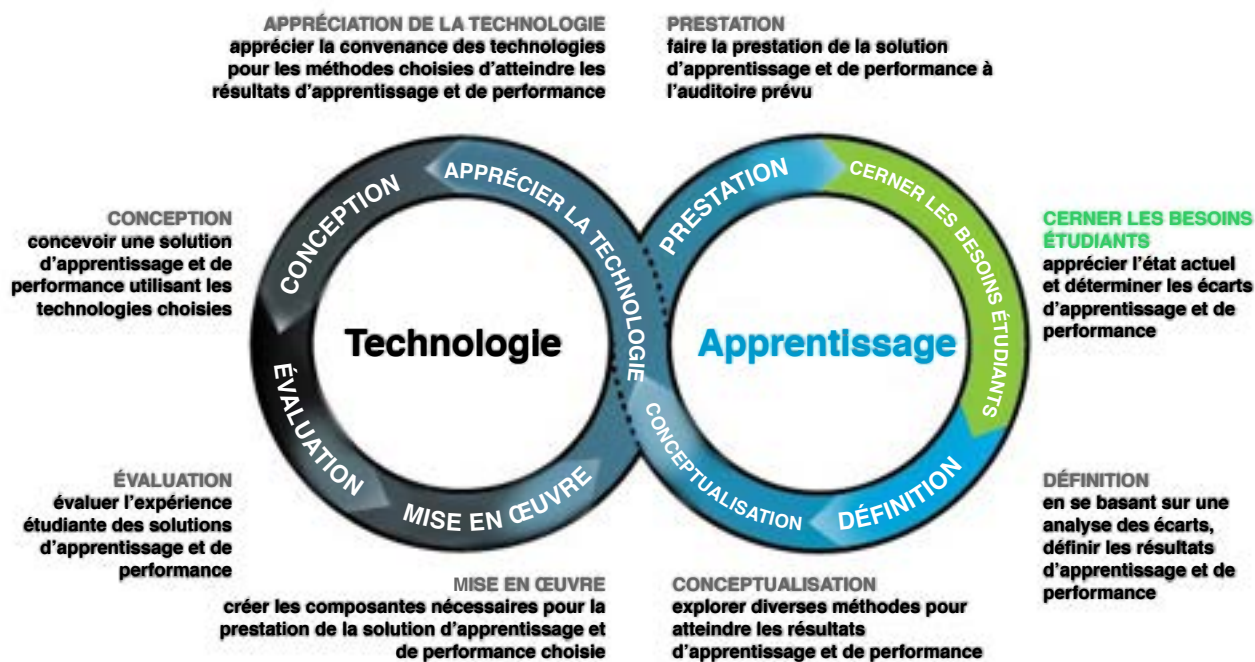 APPRÉCIATION DE LA TECHNOLOGIE
apprécier la convenance des technologies
pour les méthodes choisies d'atteindre les
résultats d'apprentissage et de performance
PRESTATION
faire la prestation de la solution
d'apprentissage et de performance à
l'auditoire prévu
CONCEPTION
concevoir une solution
d'apprentissage et de
performance utilisant les
technologies choisies
CONCEPTION
APPRÉCIER LA TECHNOLOGIE
PRESTATION
CERNER LES BESOINS ÉTUDIANTS
CERNER LES BESOINS
ÉTUDIANTS
apprécier l'état actuel
et déterminer les écarts
d'apprentissage et de
performance
Technologie
Apprentissage
ÉVALUATION
MISE EN ŒUVRE
CONCEPTUALISATION
DÉFINITION
ÉVALUATION
évaluer l'expérience
étudiante des solutions
d'apprentissage et de
performance
DÉFINITION
en se basant sur une
analyse des écarts,
définir les résultats
d'apprentissage et de
performance
MISE EN ŒUVRE
créer les composantes nécessaires pour la
prestation de la solution d'apprentissage et
de performance choisie
CONCEPTUALISATION
explorer diverses méthodes pour
atteindre les résultats
d'apprentissage et de performance